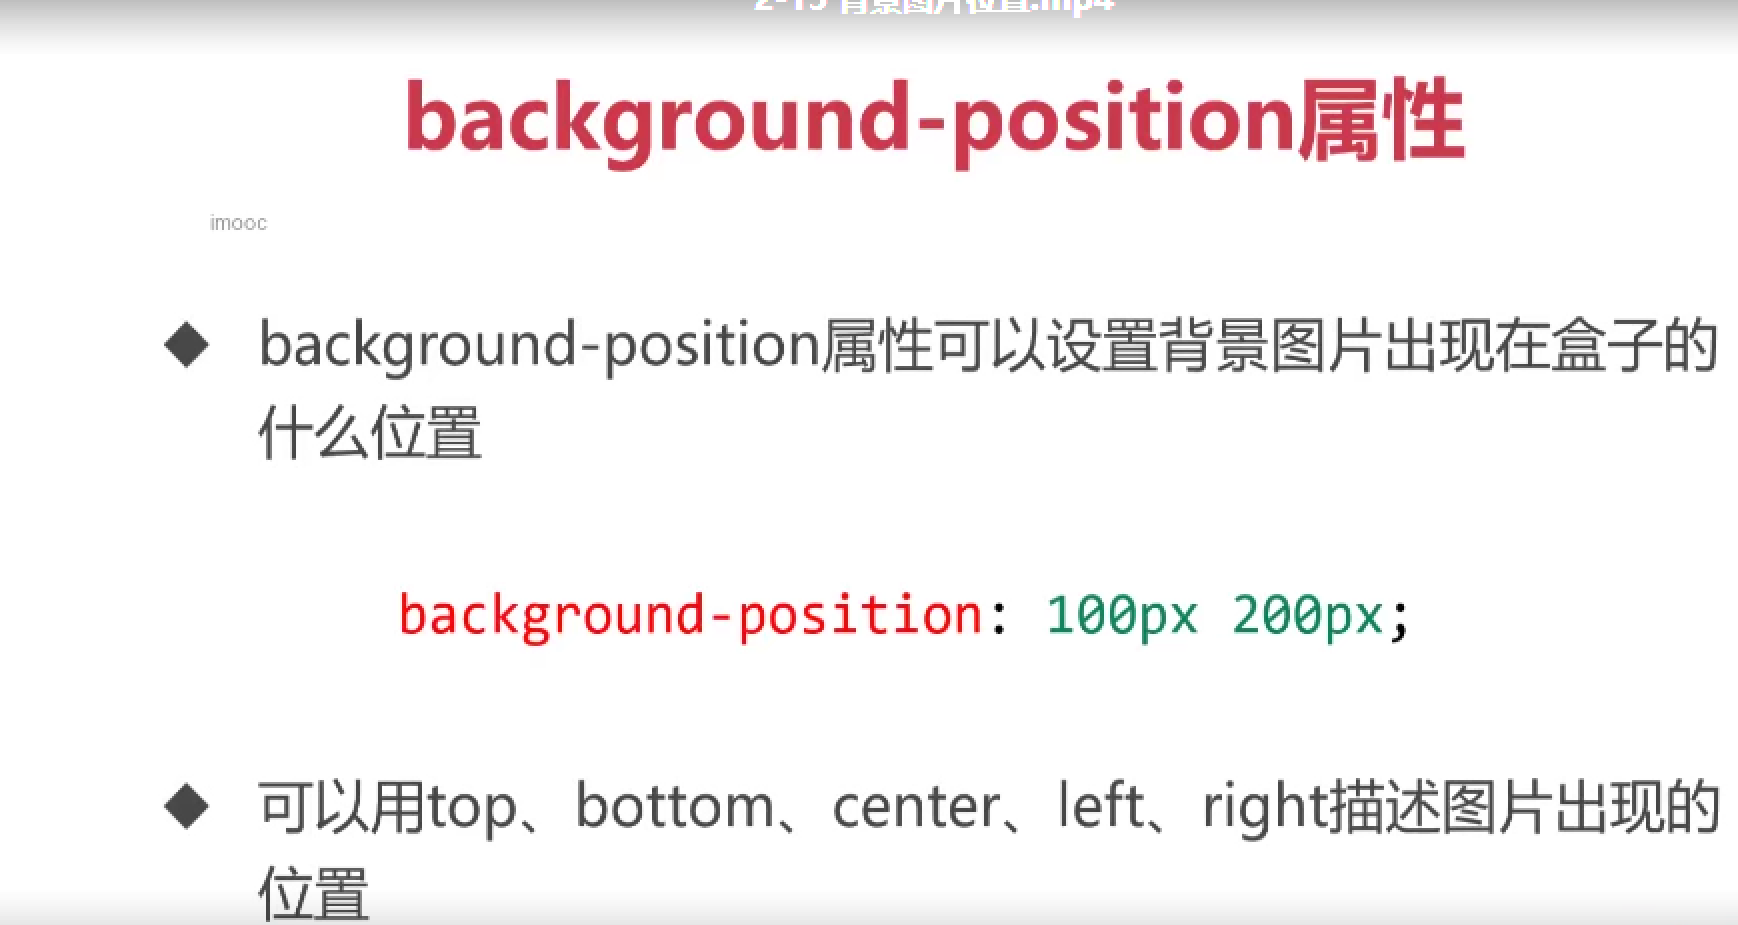 2-15 背景图片位置.mp4
background-position属性
imooc
◆ background-position属性可以设置背景图片出现在盒子的
什么位置
background-position: 100px 200px;
◆ 可以用top、bottom、center、left、right描述图片出现的
位置